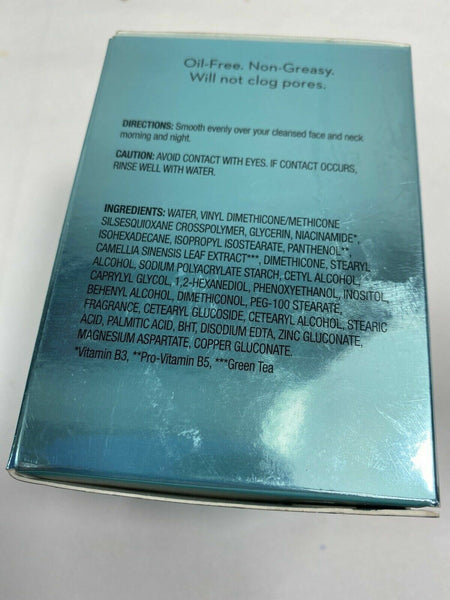 Oil-Free. Non-Greasy.
Will not clog pores.
DIRECTIONS: Smooth evenly over your cleansed face and neck
morning and night.
CAUTION: AVOID CONTACT WITH EYES. IF CONTACT OCCURS,
RINSE WELL WITH WATER.
INGREDIENTS: WATER, VINYL DIMETHICONE/METHICONE
SILSESQUIOXANE CROSSPOLYMER, GLYCERIN, NIACINAMIDE*,
ISOHEXADECANE, ISOPROPYL ISOSTEARATE, PANTHENOL**,
CAMELLIA SINENSIS LEAF EXTRACT***, DIMETHICONE, STEARYL
ALCOHOL, SODIUM POLYACRYLATE STARCH, CETYL ALCOHOL,
CAPRYLYL GLYCOL, 1,2-HEXANEDIOL, PHENOXYETHANOL, INOSITOL,
BEHENYL ALCOHOL, DIMETHICONOL, PEG-100 STEARATE,
FRAGRANCE, CETEARYL GLUCOSIDE, CETEARYL ALCOHOL, STEARIC
ACID, PALMITIC ACID, BHT, DISODIUM EDTA, ZINC GLUCONATE,
MAGNESIUM ASPARTATE, COPPER GLUCONATE.
*Vitamin B3, **Pro-Vitamin B5, ***Green Tea